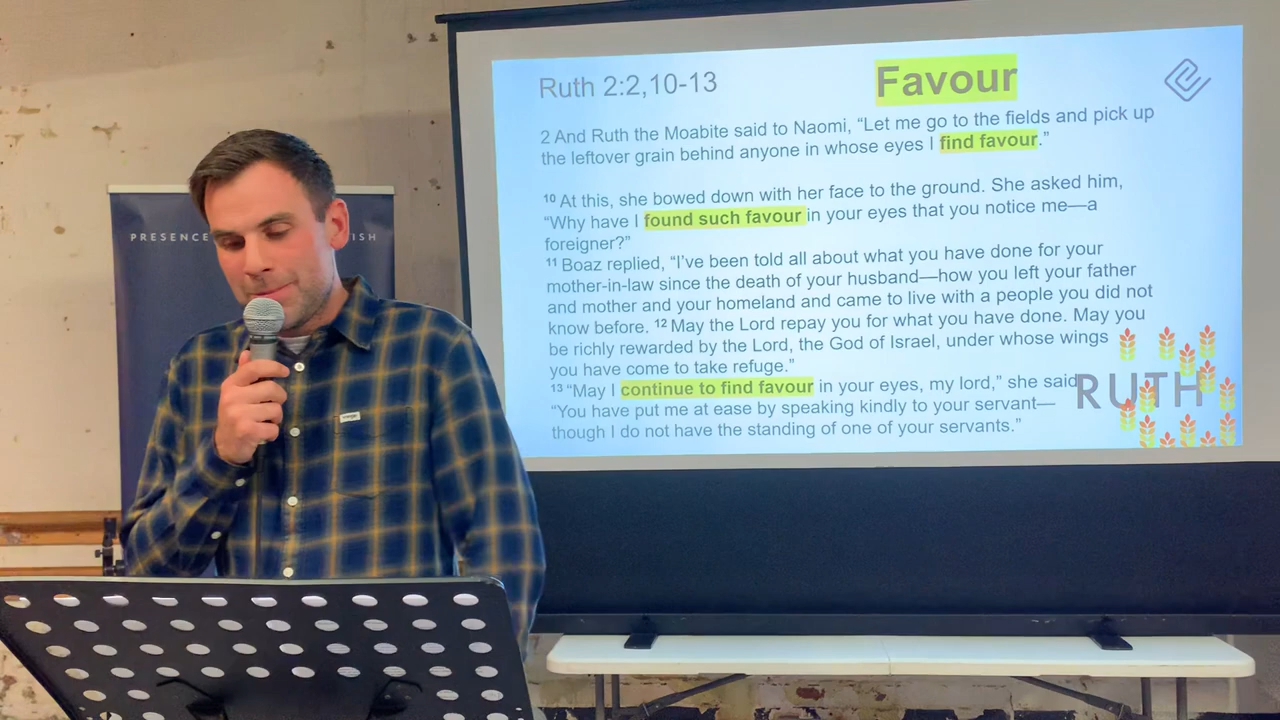 Ruth 2:2,10-13
Favour
2 And Ruth the Moabite said to Naomi, “Let me go to the fields and pick up
the leftover grain behind anyone in whose eyes I find favour.”
10 At this, she bowed down with her face to the ground. She asked him,
“Why have I found such favour in your eyes that you notice me—a
foreigner?”
11 Boaz replied, “I’ve been told all about what you have done for your
mother-in-law since the death of your husband—how you left your father
and mother and your homeland and came to live with a people you did not
know before. 12 May the Lord repay you for what you have done. May you
be richly rewarded by the Lord, the God of Israel, under whose wings
you have come to take refuge.”
13 “May I continue to find favour in your eyes, my lord,” she said
“You have put me at ease by speaking kindly to your servant—
though I do not have the standing of one of your servants.”
RUTH
PRESENCE